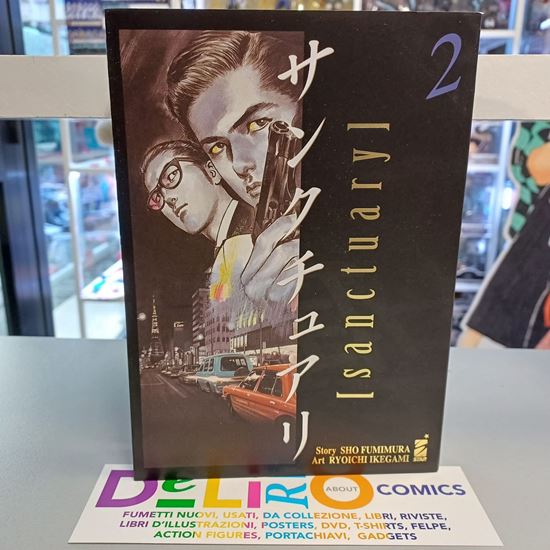 2
サンクチュアリ
[sanctuary]
Story SHO FUMIMURA
Art RYOICHI IKEGAMI
STAR
DeLIRO ABOUT COMICS
FUMETTI NUOVI, USATI, DA COLLEZIONE, LIBRI, RIVISTE,
LIBRI D'ILLUSTRAZIONI, POSTERS, DVD, T-SHIRTS, FELPE,
ACTION FIGURES, PORTACHIAVI, GADGETS